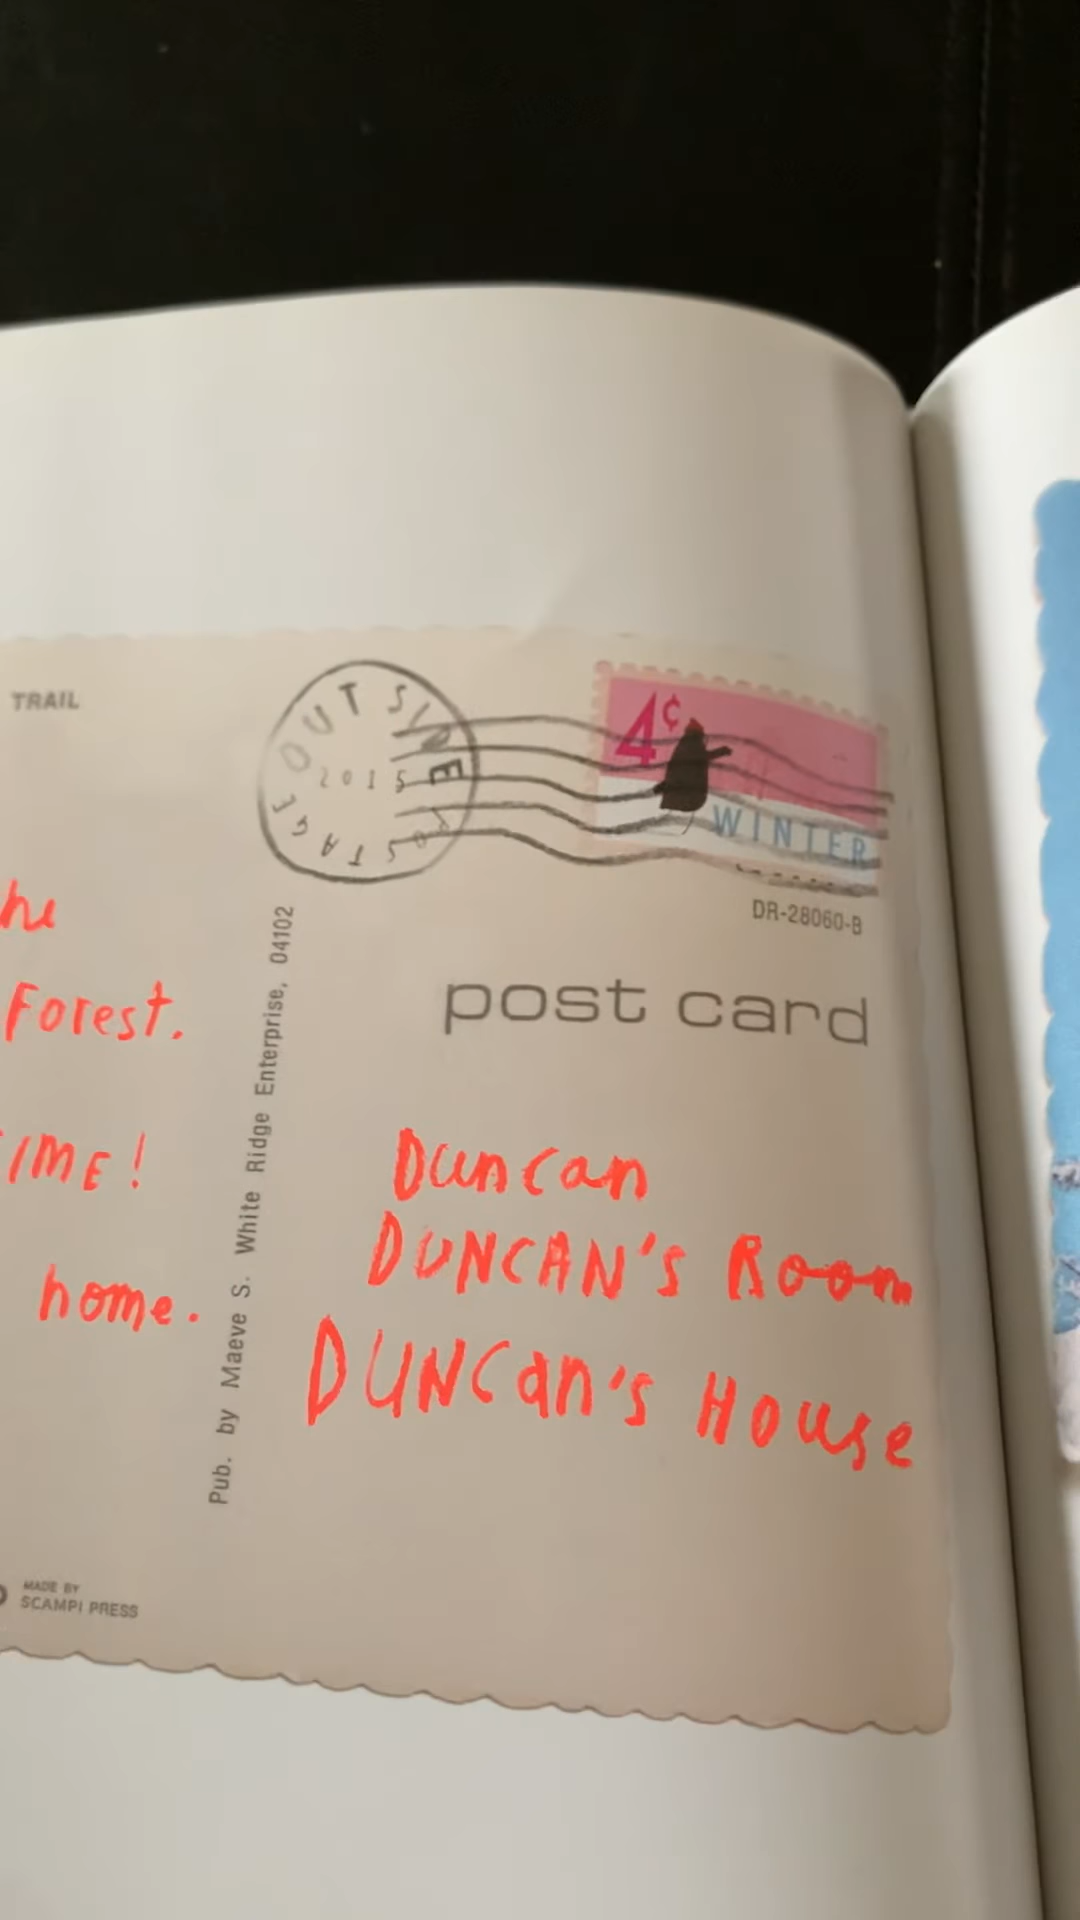 TRAIL
OUTSIDE
2015
POSTAGE
4¢
WINTER
DR-28060-B
post card
he
Forest.
IME!
home.
Pub. by Maeve S. White Ridge Enterprise, 04102
Duncan
DUNCAN's Room
DUNCan's House
MADE BY
SCAMPI PRESS